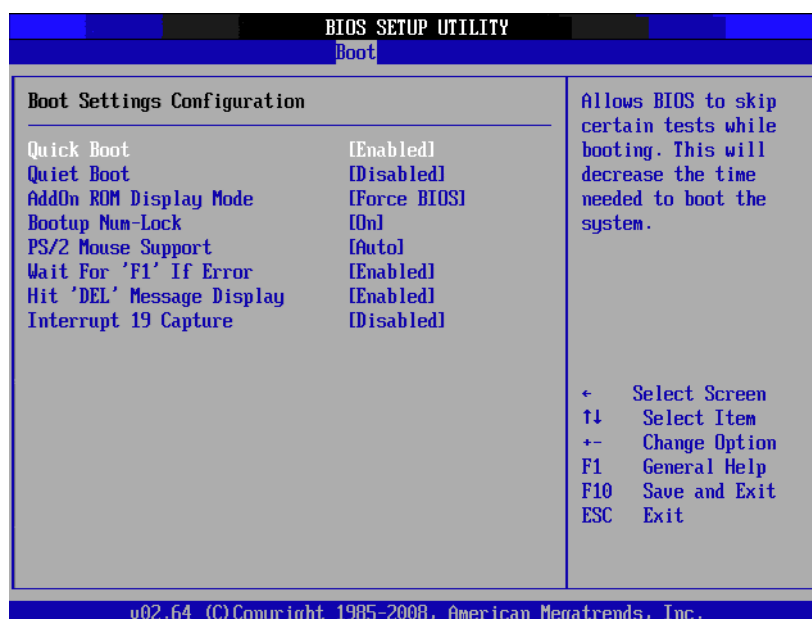 BIOS SETUP UTILITY
Boot
Boot Settings Configuration
Quick Boot [Enabled]
Quiet Boot [Disabled]
AddOn ROM Display Mode [Force BIOS]
Bootup Num-Lock [On]
PS/2 Mouse Support [Auto]
Wait For 'F1' If Error [Enabled]
Hit 'DEL' Message Display [Enabled]
Interrupt 19 Capture [Disabled]
Allows BIOS to skip
certain tests while
booting. This will
decrease the time
needed to boot the
system.
← Select Screen
↑↓ Select Item
+- Change Option
F1 General Help
F10 Save and Exit
ESC Exit
v02.64 (C)Copyright 1985-2008, American Megatrends, Inc.